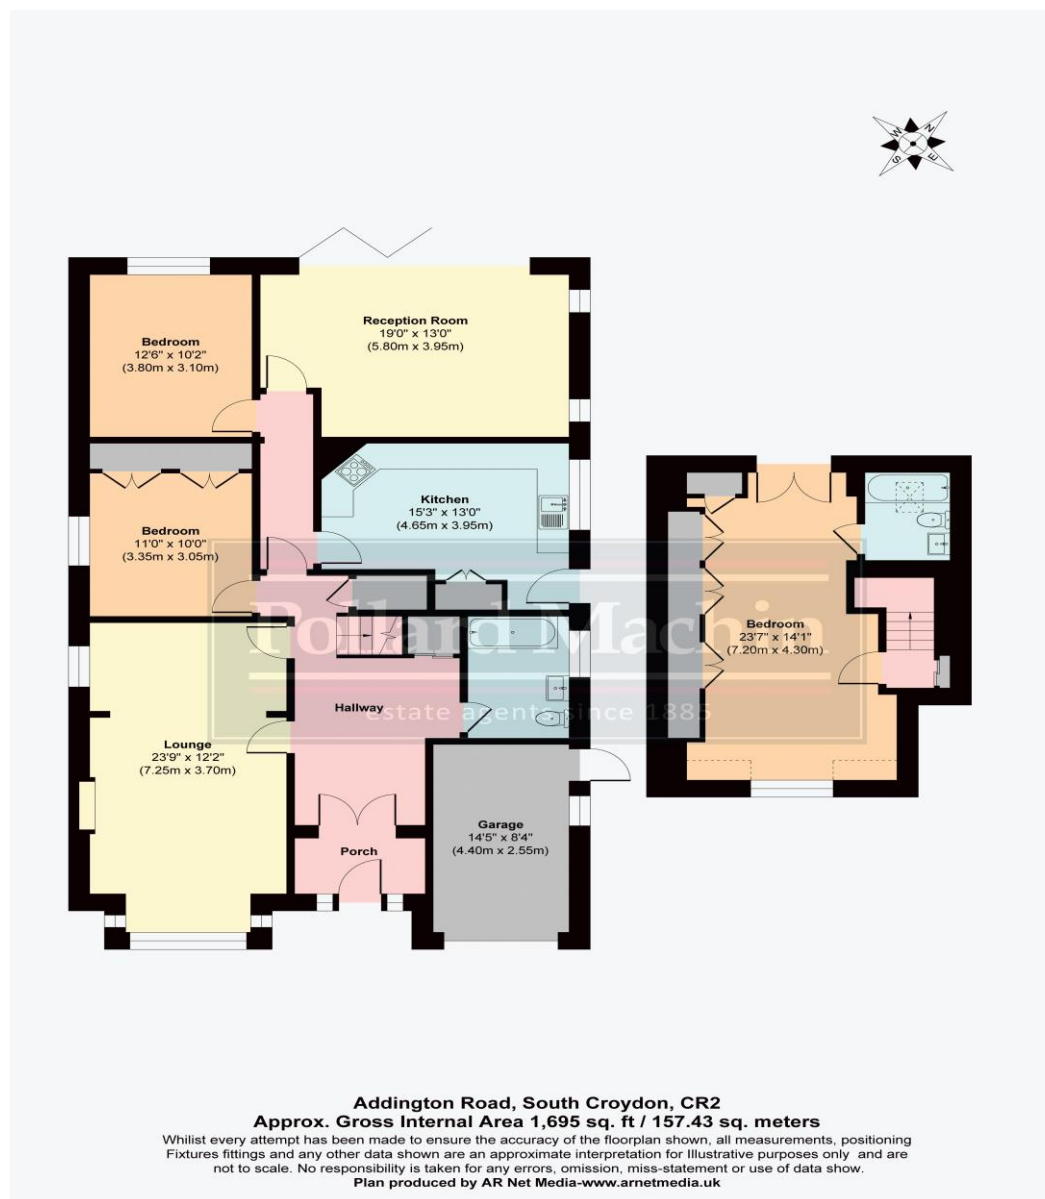 W N
S E
Reception Room
19'0" x 13'0"
(5.80m x 3.95m)
Bedroom
12'6" x 10'2"
(3.80m x 3.10m)
Kitchen
15'3" x 13'0"
(4.65m x 3.95m)
Bedroom
11'0" x 10'0"
(3.35m x 3.05m)
Pollard Machin
estate agents since 1885
Bedroom
23'7" x 14'1"
(7.20m x 4.30m)
Hallway
Lounge
23'9" x 12'2"
(7.25m x 3.70m)
Garage
14'5" x 8'4"
(4.40m x 2.55m)
Porch
Addington Road, South Croydon, CR2
Approx. Gross Internal Area 1,695 sq. ft / 157.43 sq. meters
Whilist every attempt has been made to ensure the accuracy of the floorplan shown, all measurements, positioning
Fixtures fittings and any other data shown are an approximate interpretation for Illustrative purposes only and are
not to scale. No responsibility is taken for any errors, omission, miss-statement or use of data show.
Plan produced by AR Net Media-www.arnetmedia.uk